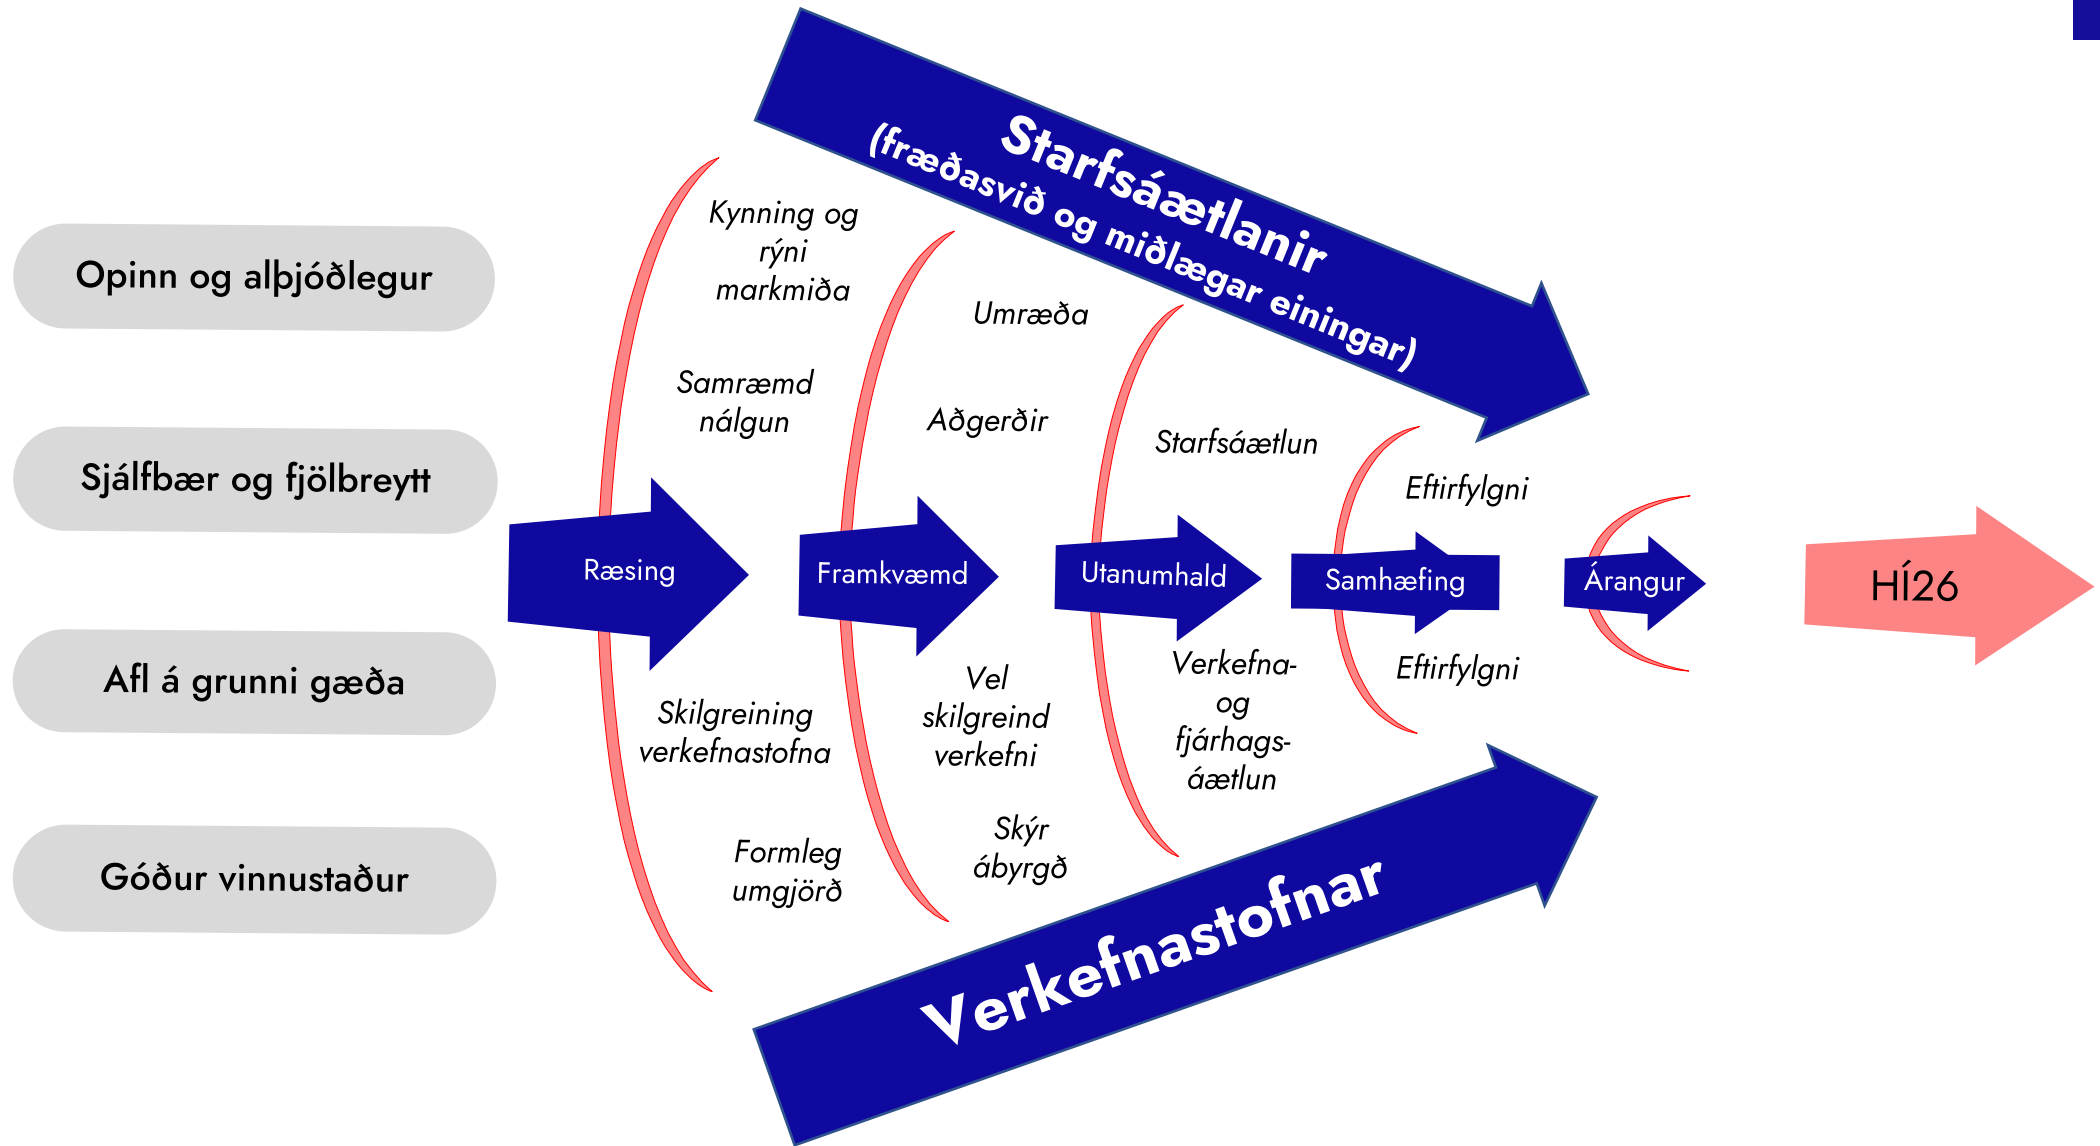 Starfsáætlanir
(fræðasvið og miðlægar einingar)
Opinn og alþjóðlegur
Sjálfbær og fjölbreytt
Afl á grunni gæða
Góður vinnustaður
Kynning og
rýni
markmiða
Samræmd
nálgun
Ræsing
Skilgreining
verkefnastofna
Formleg
umgjörð
Umræða
Aðgerðir
Framkvæmd
Vel
skilgreind
verkefni
Skýr
ábyrgð
Starfsáætlun
Utanumhald
Verkefna-
og
fjárhags-
áætlun
Eftirfylgni
Samhæfing
Eftirfylgni
Árangur
HÍ26
Verkefnastofnar